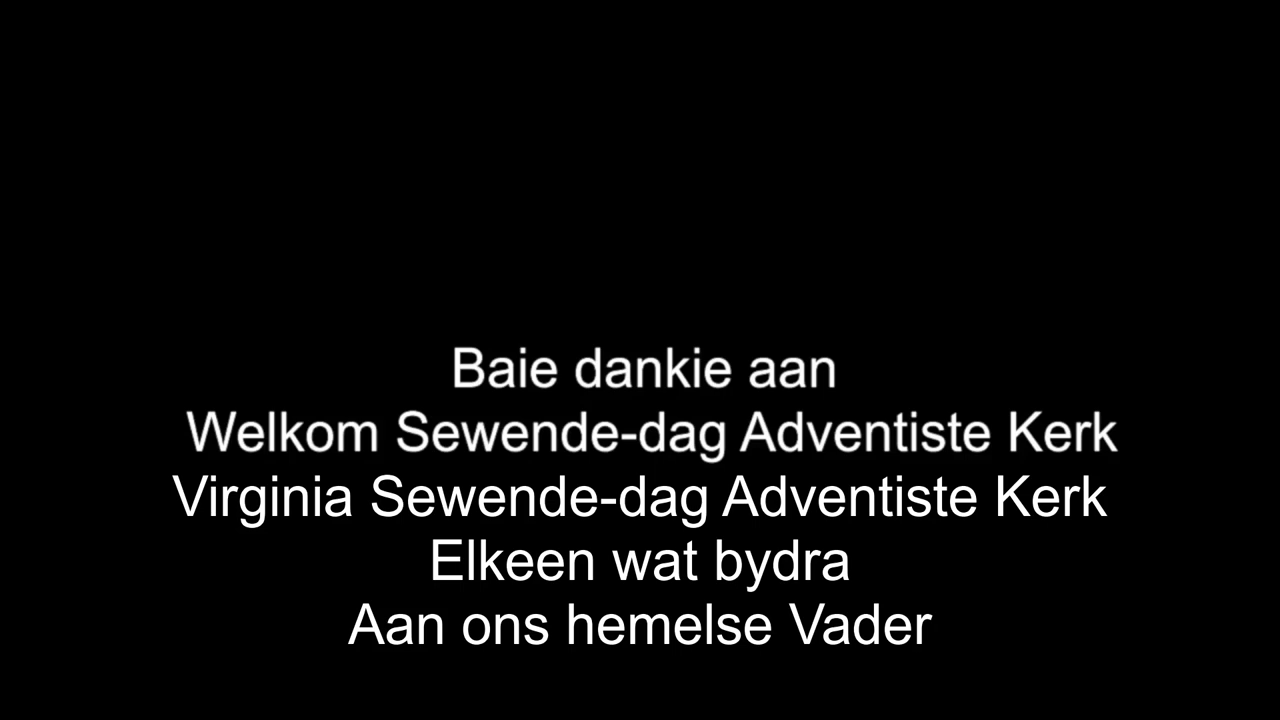 Baie dankie aan
Welkom Sewende-dag Adventiste Kerk
Virginia Sewende-dag Adventiste Kerk
Elkeen wat bydra
Aan ons hemelse Vader